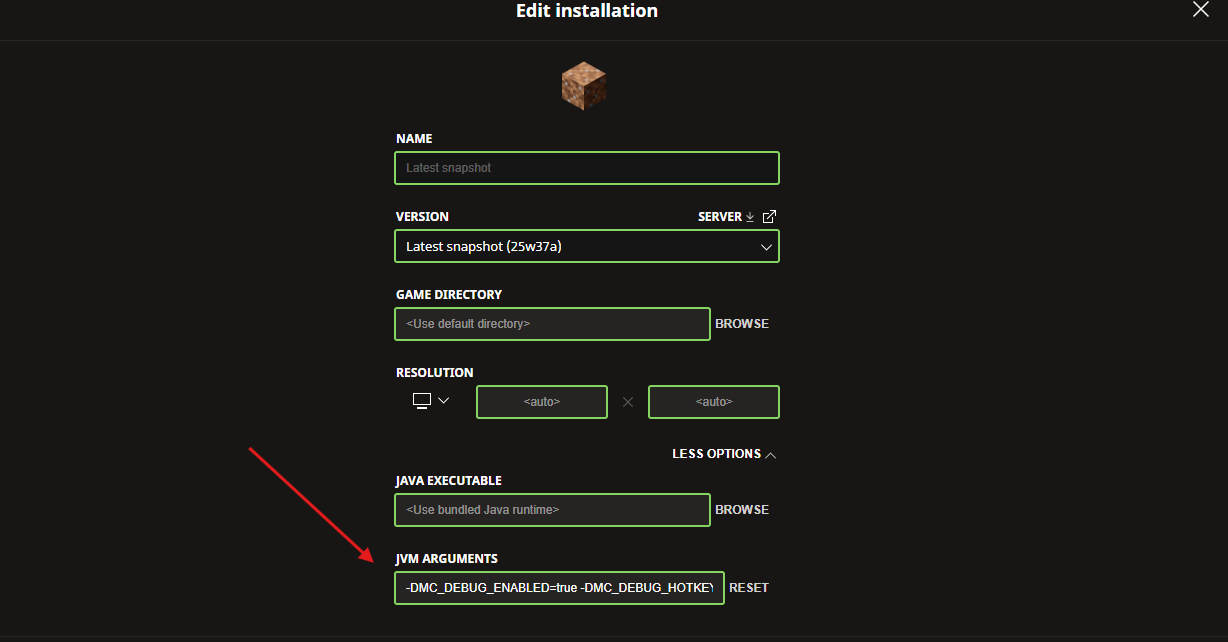 Edit installation
NAME
Latest snapshot
VERSION
SERVER
Latest snapshot (25w37a)
GAME DIRECTORY
<Use default directory>
BROWSE
RESOLUTION
<auto>
<auto>
LESS OPTIONS
JAVA EXECUTABLE
<Use bundled Java runtime>
BROWSE
JVM ARGUMENTS
-DMC_DEBUG_ENABLED=true -DMC_DEBUG_HOTKEY
RESET